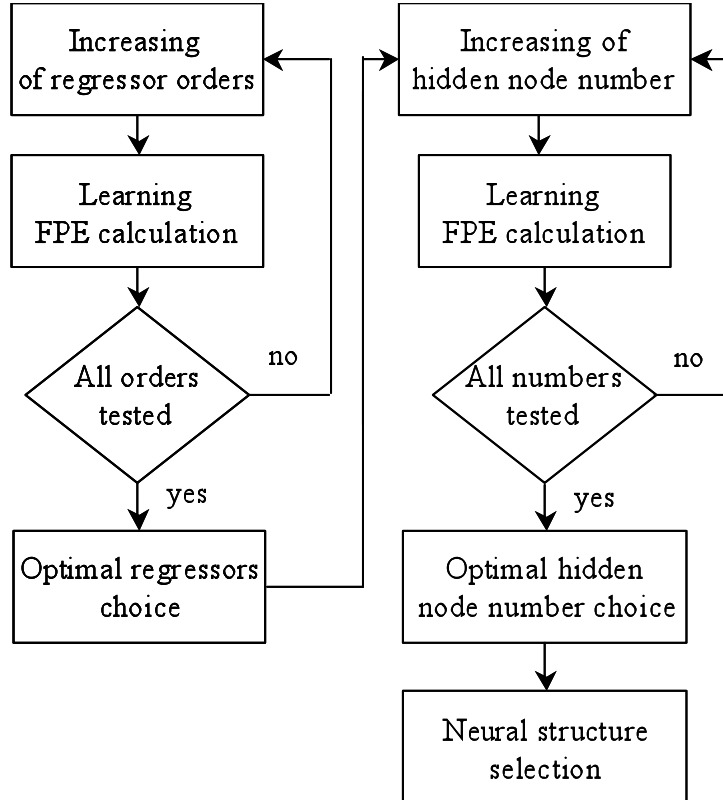 Increasing
of regressor orders
Learning
FPE calculation
All orders
tested
no
yes
Optimal regressors
choice
Increasing of
hidden node number
Learning
FPE calculation
All numbers
tested
no
yes
Optimal hidden
node number choice
Neural structure
selection